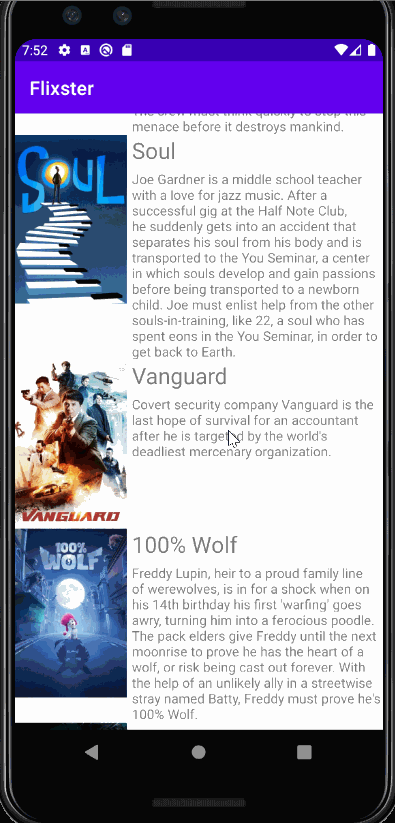 7:52
Flixster
The crew must think quickly to stop this
menace before it destroys mankind.
SOUL
Soul
Joe Gardner is a middle school teacher
with a love for jazz music. After a
successful gig at the Half Note Club,
he suddenly gets into an accident that
separates his soul from his body and is
transported to the You Seminar, a center
in which souls develop and gain passions
before being transported to a newborn
child. Joe must enlist help from the other
souls-in-training, like 22, a soul who has
spent eons in the You Seminar, in order to
get back to Earth.
VANGUARD
Vanguard
Covert security company Vanguard is the
last hope of survival for an accountant
after he is targeted by the world's
deadliest mercenary organization.
100%
WOLF
100% Wolf
Freddy Lupin, heir to a proud family line
of werewolves, is in for a shock when on
his 14th birthday his first 'warfing' goes
awry, turning him into a ferocious poodle.
The pack elders give Freddy until the next
moonrise to prove he has the heart of a
wolf, or risk being cast out forever. With
the help of an unlikely ally in a streetwise
stray named Batty, Freddy must prove he's
100% Wolf.